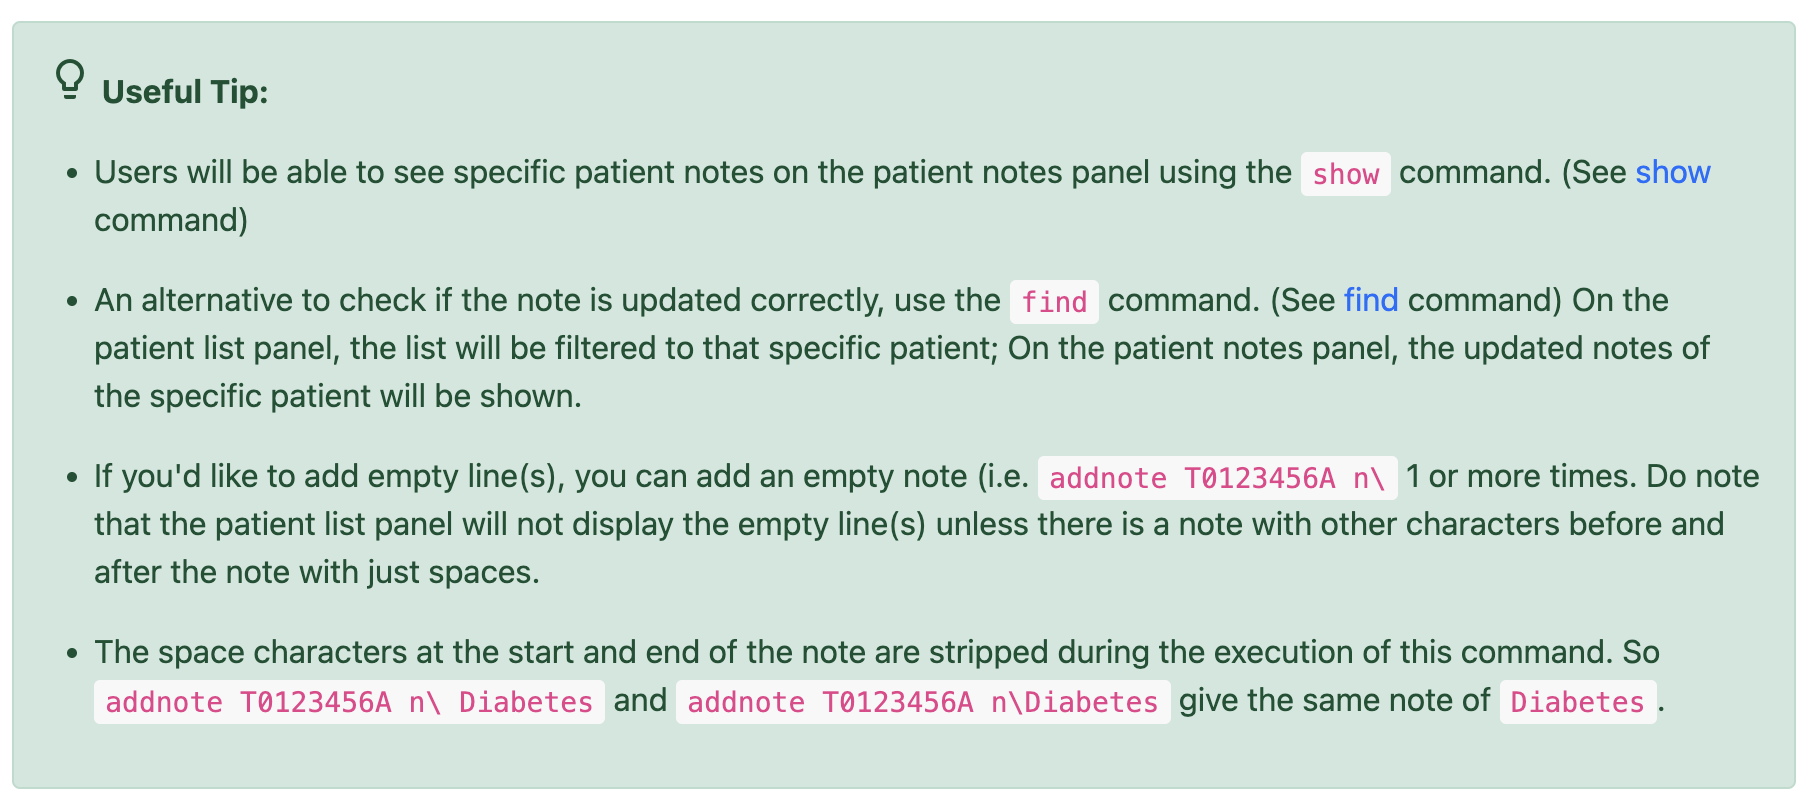 Useful Tip:
• Users will be able to see specific patient notes on the patient notes panel using the show command. (See show
command)
• An alternative to check if the note is updated correctly, use the find command. (See find command) On the
patient list panel, the list will be filtered to that specific patient; On the patient notes panel, the updated notes of
the specific patient will be shown.
• If you'd like to add empty line(s), you can add an empty note (i.e. addnote T0123456A n\ 1 or more times. Do note
that the patient list panel will not display the empty line(s) unless there is a note with other characters before and
after the note with just spaces.
• The space characters at the start and end of the note are stripped during the execution of this command. So
addnote T0123456A n\ Diabetes and addnote T0123456A n\Diabetes give the same note of Diabetes.